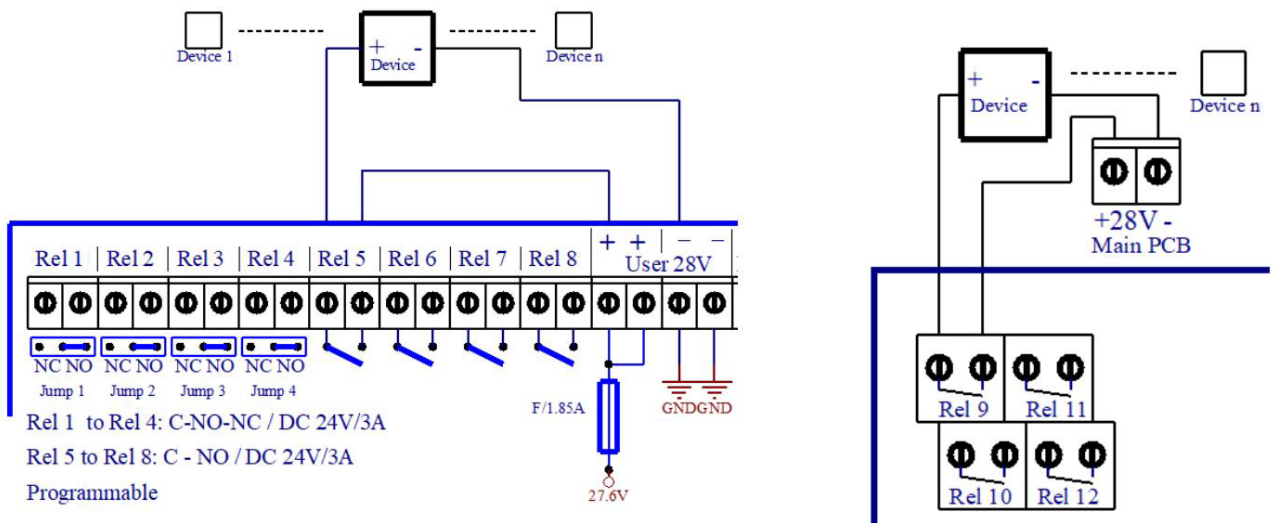 Device 1
+ -
Device
Device n
Rel 1 | Rel 2 | Rel 3 | Rel 4 | Rel 5 | Rel 6 | Rel 7 | Rel 8
+ + | − −
User 28V
NC NO NC NO NC NO NC NO
Jump 1 Jump 2 Jump 3 Jump 4
F/1.85A
GND GND
27.6V
Rel 1 to Rel 4: C-NO-NC / DC 24V/3A
Rel 5 to Rel 8: C - NO / DC 24V/3A
Programmable
+ -
Device
Device n
+28V -
Main PCB
Rel 9 Rel 11
Rel 10 Rel 12